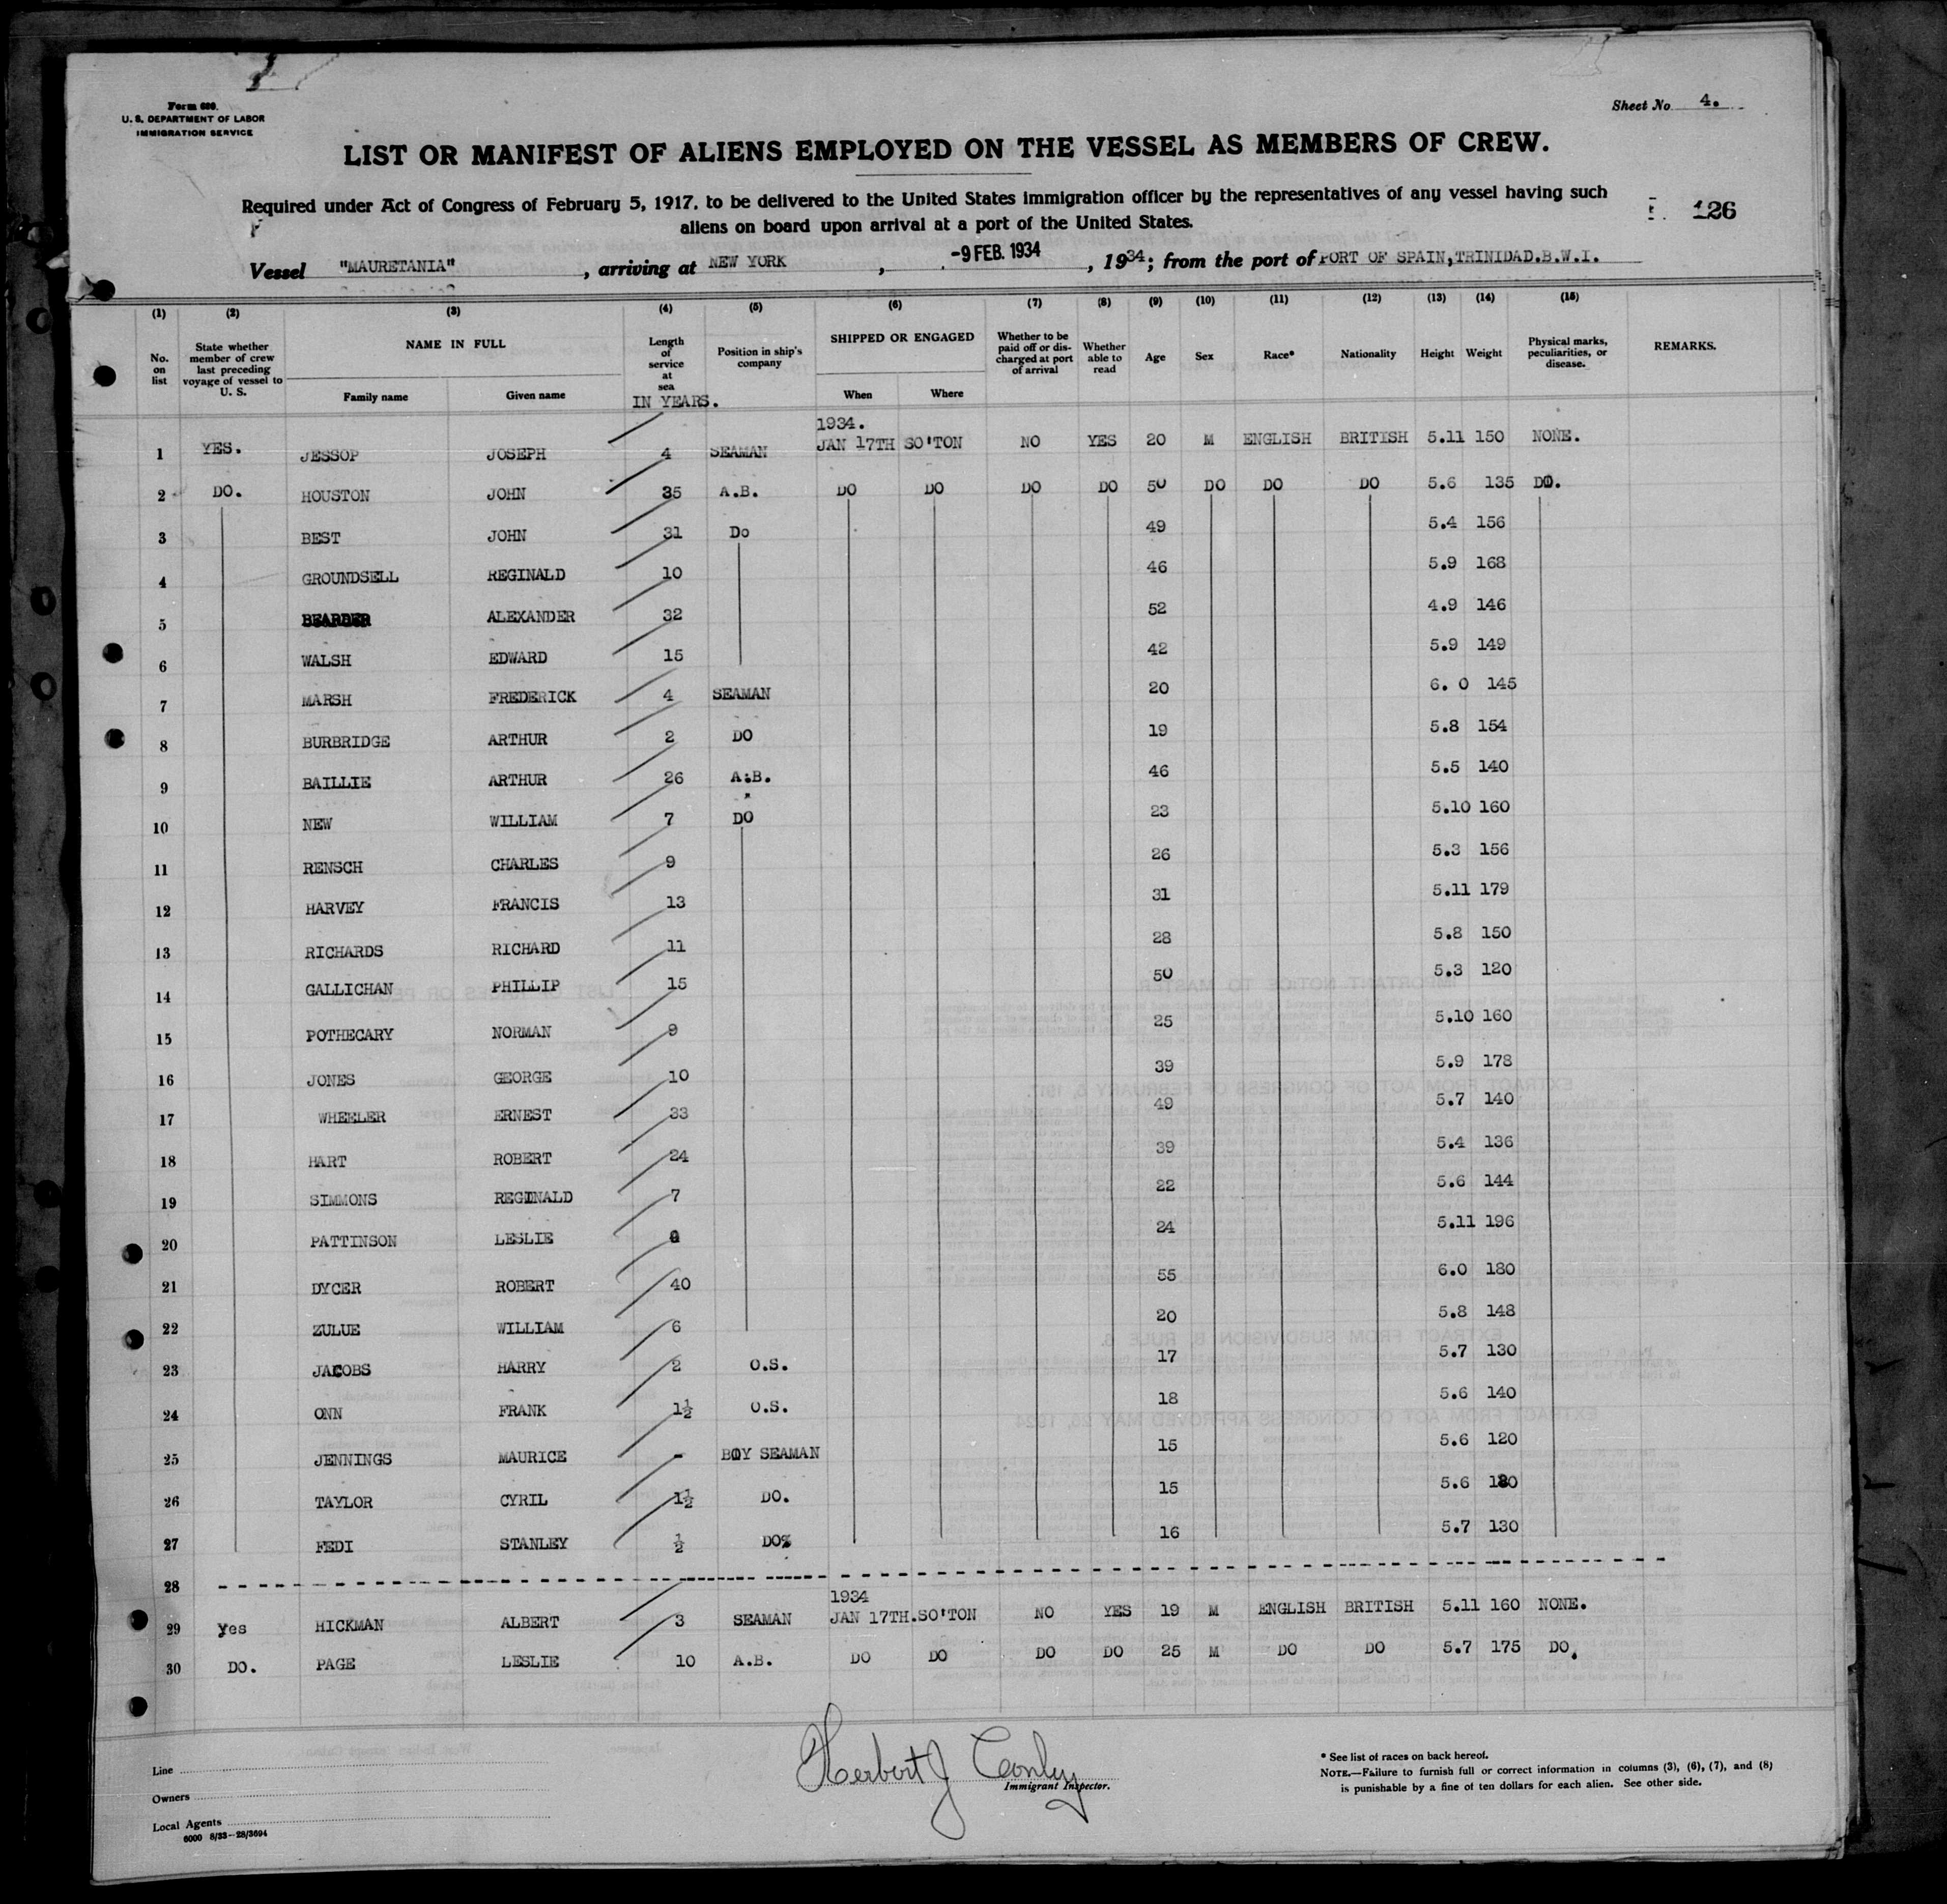 Form 680.
U. S. DEPARTMENT OF LABOR
IMMIGRATION SERVICE
Sheet No. 4.
LIST OR MANIFEST OF ALIENS EMPLOYED ON THE VESSEL AS MEMBERS OF CREW.
Required under Act of Congress of February 5, 1917, to be delivered to the United States immigration officer by the representatives of any vessel having such
aliens on board upon arrival at a port of the United States.
126
Vessel "MAURETANIA", arriving at NEW YORK, -9 FEB. 1934, 1934; from the port of PORT OF SPAIN,TRINIDAD.B.W.I.
(1) (2) (3) (4) (5) (6) (7) (8) (9) (10) (11) (12) (13) (14) (15)
No. on list
State whether member of crew last preceding voyage of vessel to U. S.
NAME IN FULL
Family name Given name
Length of service at sea
IN YEARS.
Position in ship's company
SHIPPED OR ENGAGED
When Where
Whether to be paid off or discharged at port of arrival
Whether able to read
Age Sex Race* Nationality Height Weight
Physical marks, peculiarities, or disease.
REMARKS.
1934.
1 YES. JESSOP JOSEPH 4 SEAMAN JAN 17TH SO'TON NO YES 20 M ENGLISH BRITISH 5.11 150 NONE.
2 DO. HOUSTON JOHN 35 A.B. DO DO DO DO 50 DO DO DO 5.6 135 DO.
3 BEST JOHN 31 Do 49 5.4 156
4 GROUNDSELL REGINALD 10 46 5.9 168
5 BEARDER ALEXANDER 32 52 4.9 146
6 WALSH EDWARD 15 42 5.9 149
7 MARSH FREDERICK 4 SEAMAN 20 6. 0 145
8 BURBRIDGE ARTHUR 2 DO 19 5.8 154
9 BAILLIE ARTHUR 26 A.B. 46 5.5 140
10 NEW WILLIAM 7 DO 23 5.10 160
11 RENSCH CHARLES 9 26 5.3 156
12 HARVEY FRANCIS 13 31 5.11 179
13 RICHARDS RICHARD 11 28 5.8 150
14 GALLICHAN PHILLIP 15 50 5.3 120
15 POTHECARY NORMAN 9 25 5.10 160
16 JONES GEORGE 10 39 5.9 178
17 WHEELER ERNEST 33 49 5.7 140
18 HART ROBERT 24 39 5.4 136
19 SIMMONS REGINALD 7 22 5.6 144
20 PATTINSON LESLIE 24 5.11 196
21 DYCER ROBERT 40 55 6.0 180
22 ZULUE WILLIAM 6 20 5.8 148
23 JACOBS HARRY 2 O.S. 17 5.7 130
24 ONN FRANK 1½ O.S. 18 5.6 140
25 JENNINGS MAURICE - BOY SEAMAN 15 5.6 120
26 TAYLOR CYRIL 1½ DO. 15 5.6
27 FEDI STANLEY ½ DO% 16 5.7 130
28
1934
29 Yes HICKMAN ALBERT 3 SEAMAN JAN 17TH. SO'TON NO YES 19 M ENGLISH BRITISH 5.11 160 NONE.
30 DO. PAGE LESLIE 10 A.B. DO DO DO DO 25 M DO DO 5.7 175 DO.
Line
Owners
Local Agents
6000 8/33—28/3694
Herbert J Conley
Immigrant Inspector.
* See list of races on back hereof.
NOTE.—Failure to furnish full or correct information in columns (3), (6), (7), and (8)
is punishable by a fine of ten dollars for each alien. See other side.